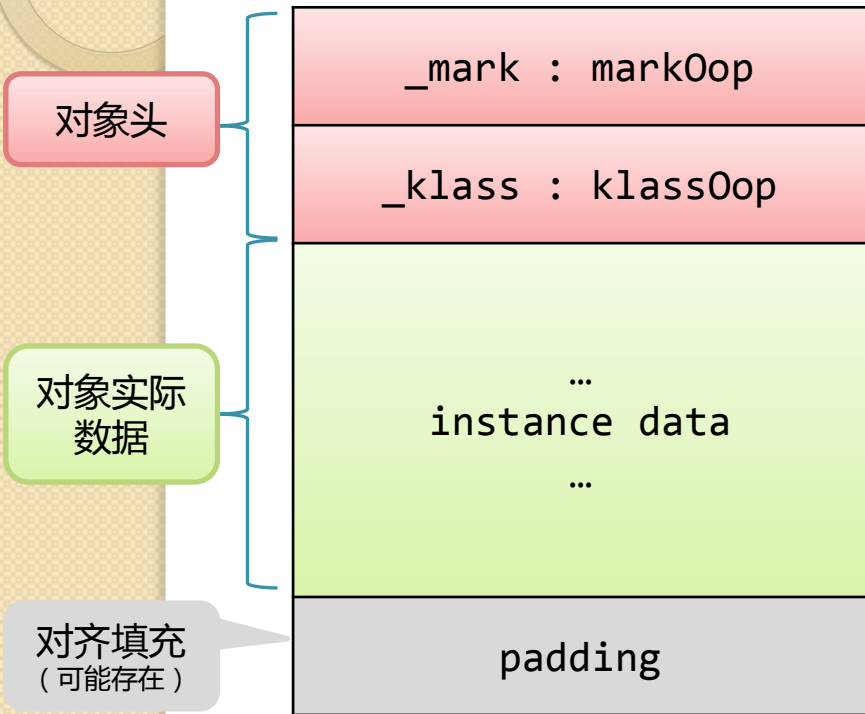 _mark : markOop
对象头
_klass : klassOop
对象实际
数据
…
instance data
…
对齐填充
（可能存在）
padding